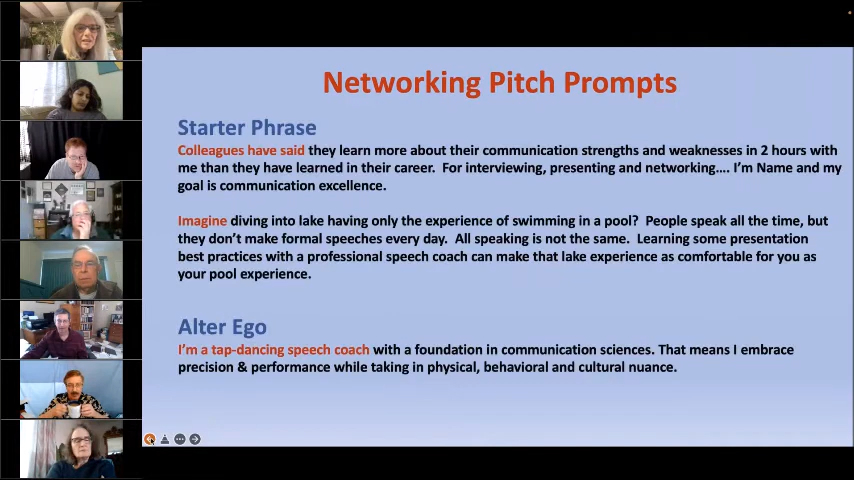 Networking Pitch Prompts
Starter Phrase
Colleagues have said they learn more about their communication strengths and weaknesses in 2 hours with
me than they have learned in their career. For interviewing, presenting and networking…. I'm Name and my
goal is communication excellence.
Imagine diving into lake having only the experience of swimming in a pool? People speak all the time, but
they don't make formal speeches every day. All speaking is not the same. Learning some presentation
best practices with a professional speech coach can make that lake experience as comfortable for you as
your pool experience.
Alter Ego
I'm a tap-dancing speech coach with a foundation in communication sciences. That means I embrace
precision & performance while taking in physical, behavioral and cultural nuance.